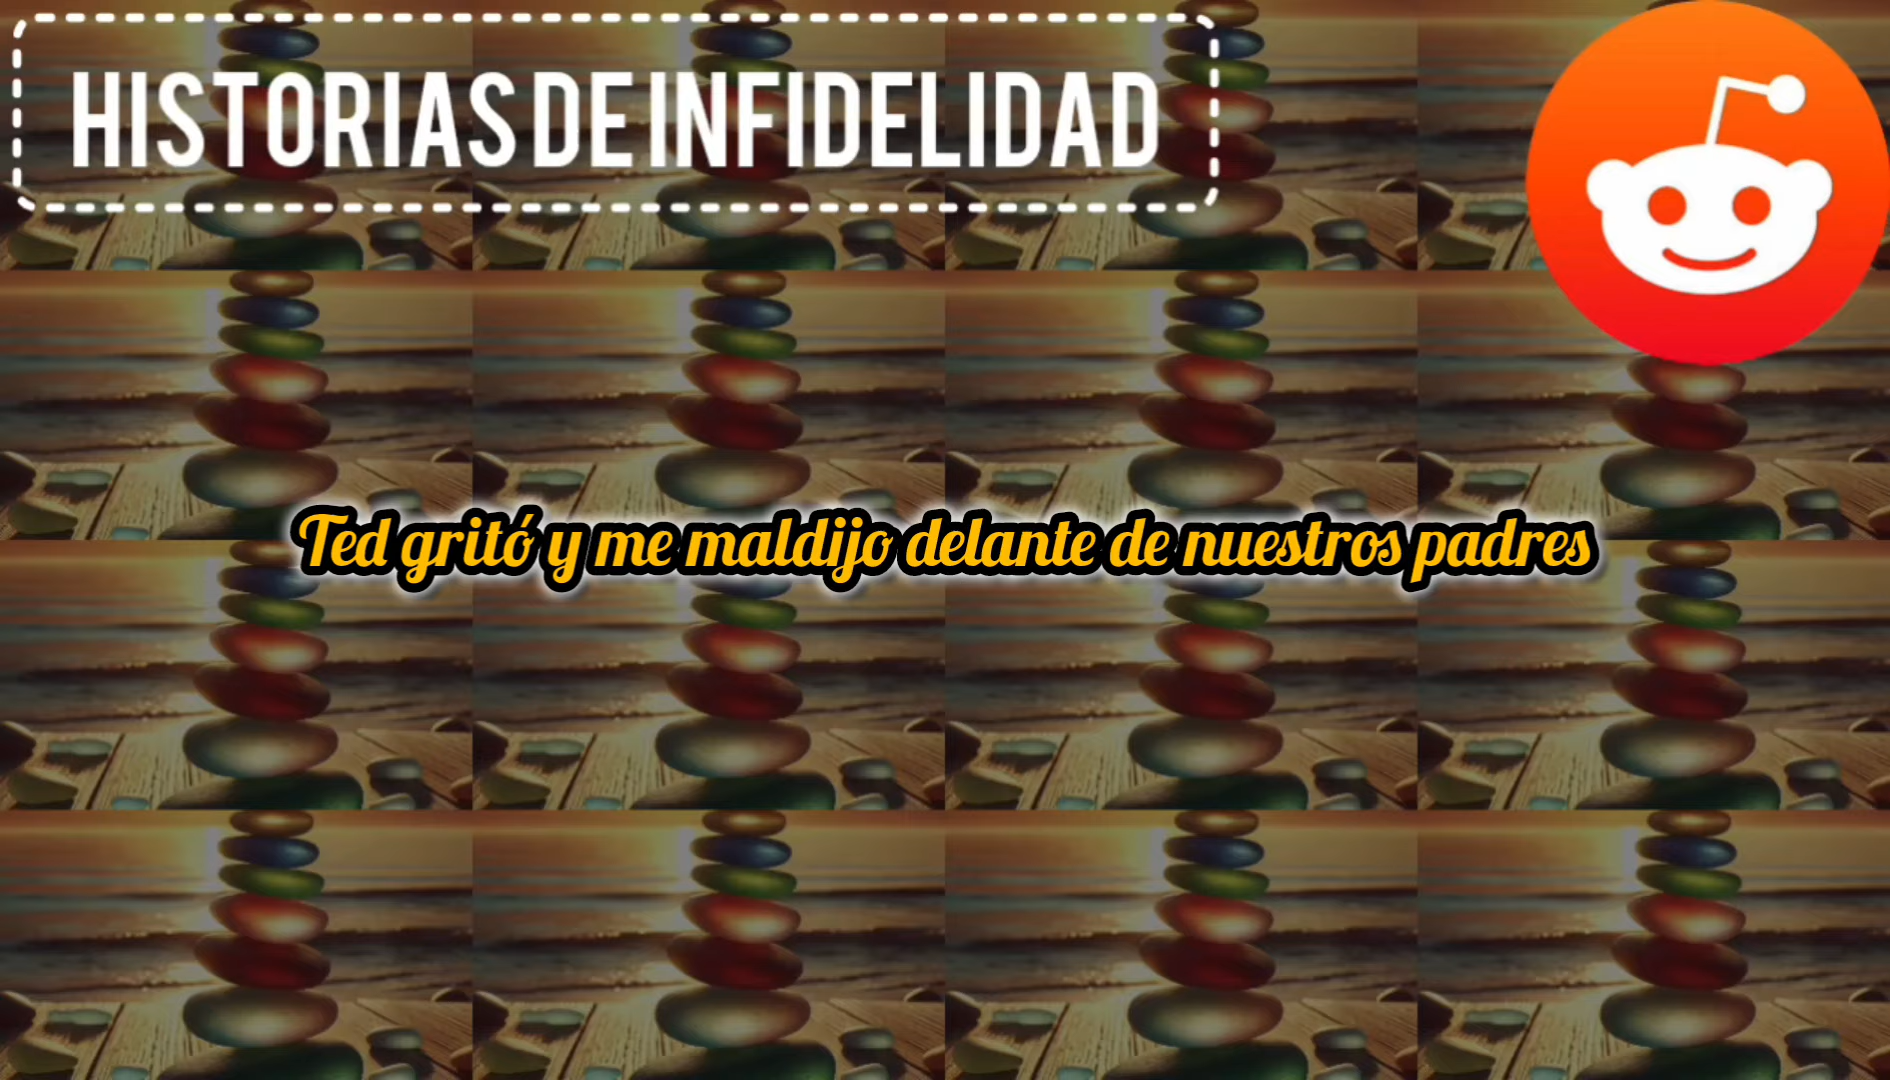 HISTORIAS DE INFIDELIDAD
Ted gritó y me maldijo delante de nuestros padres